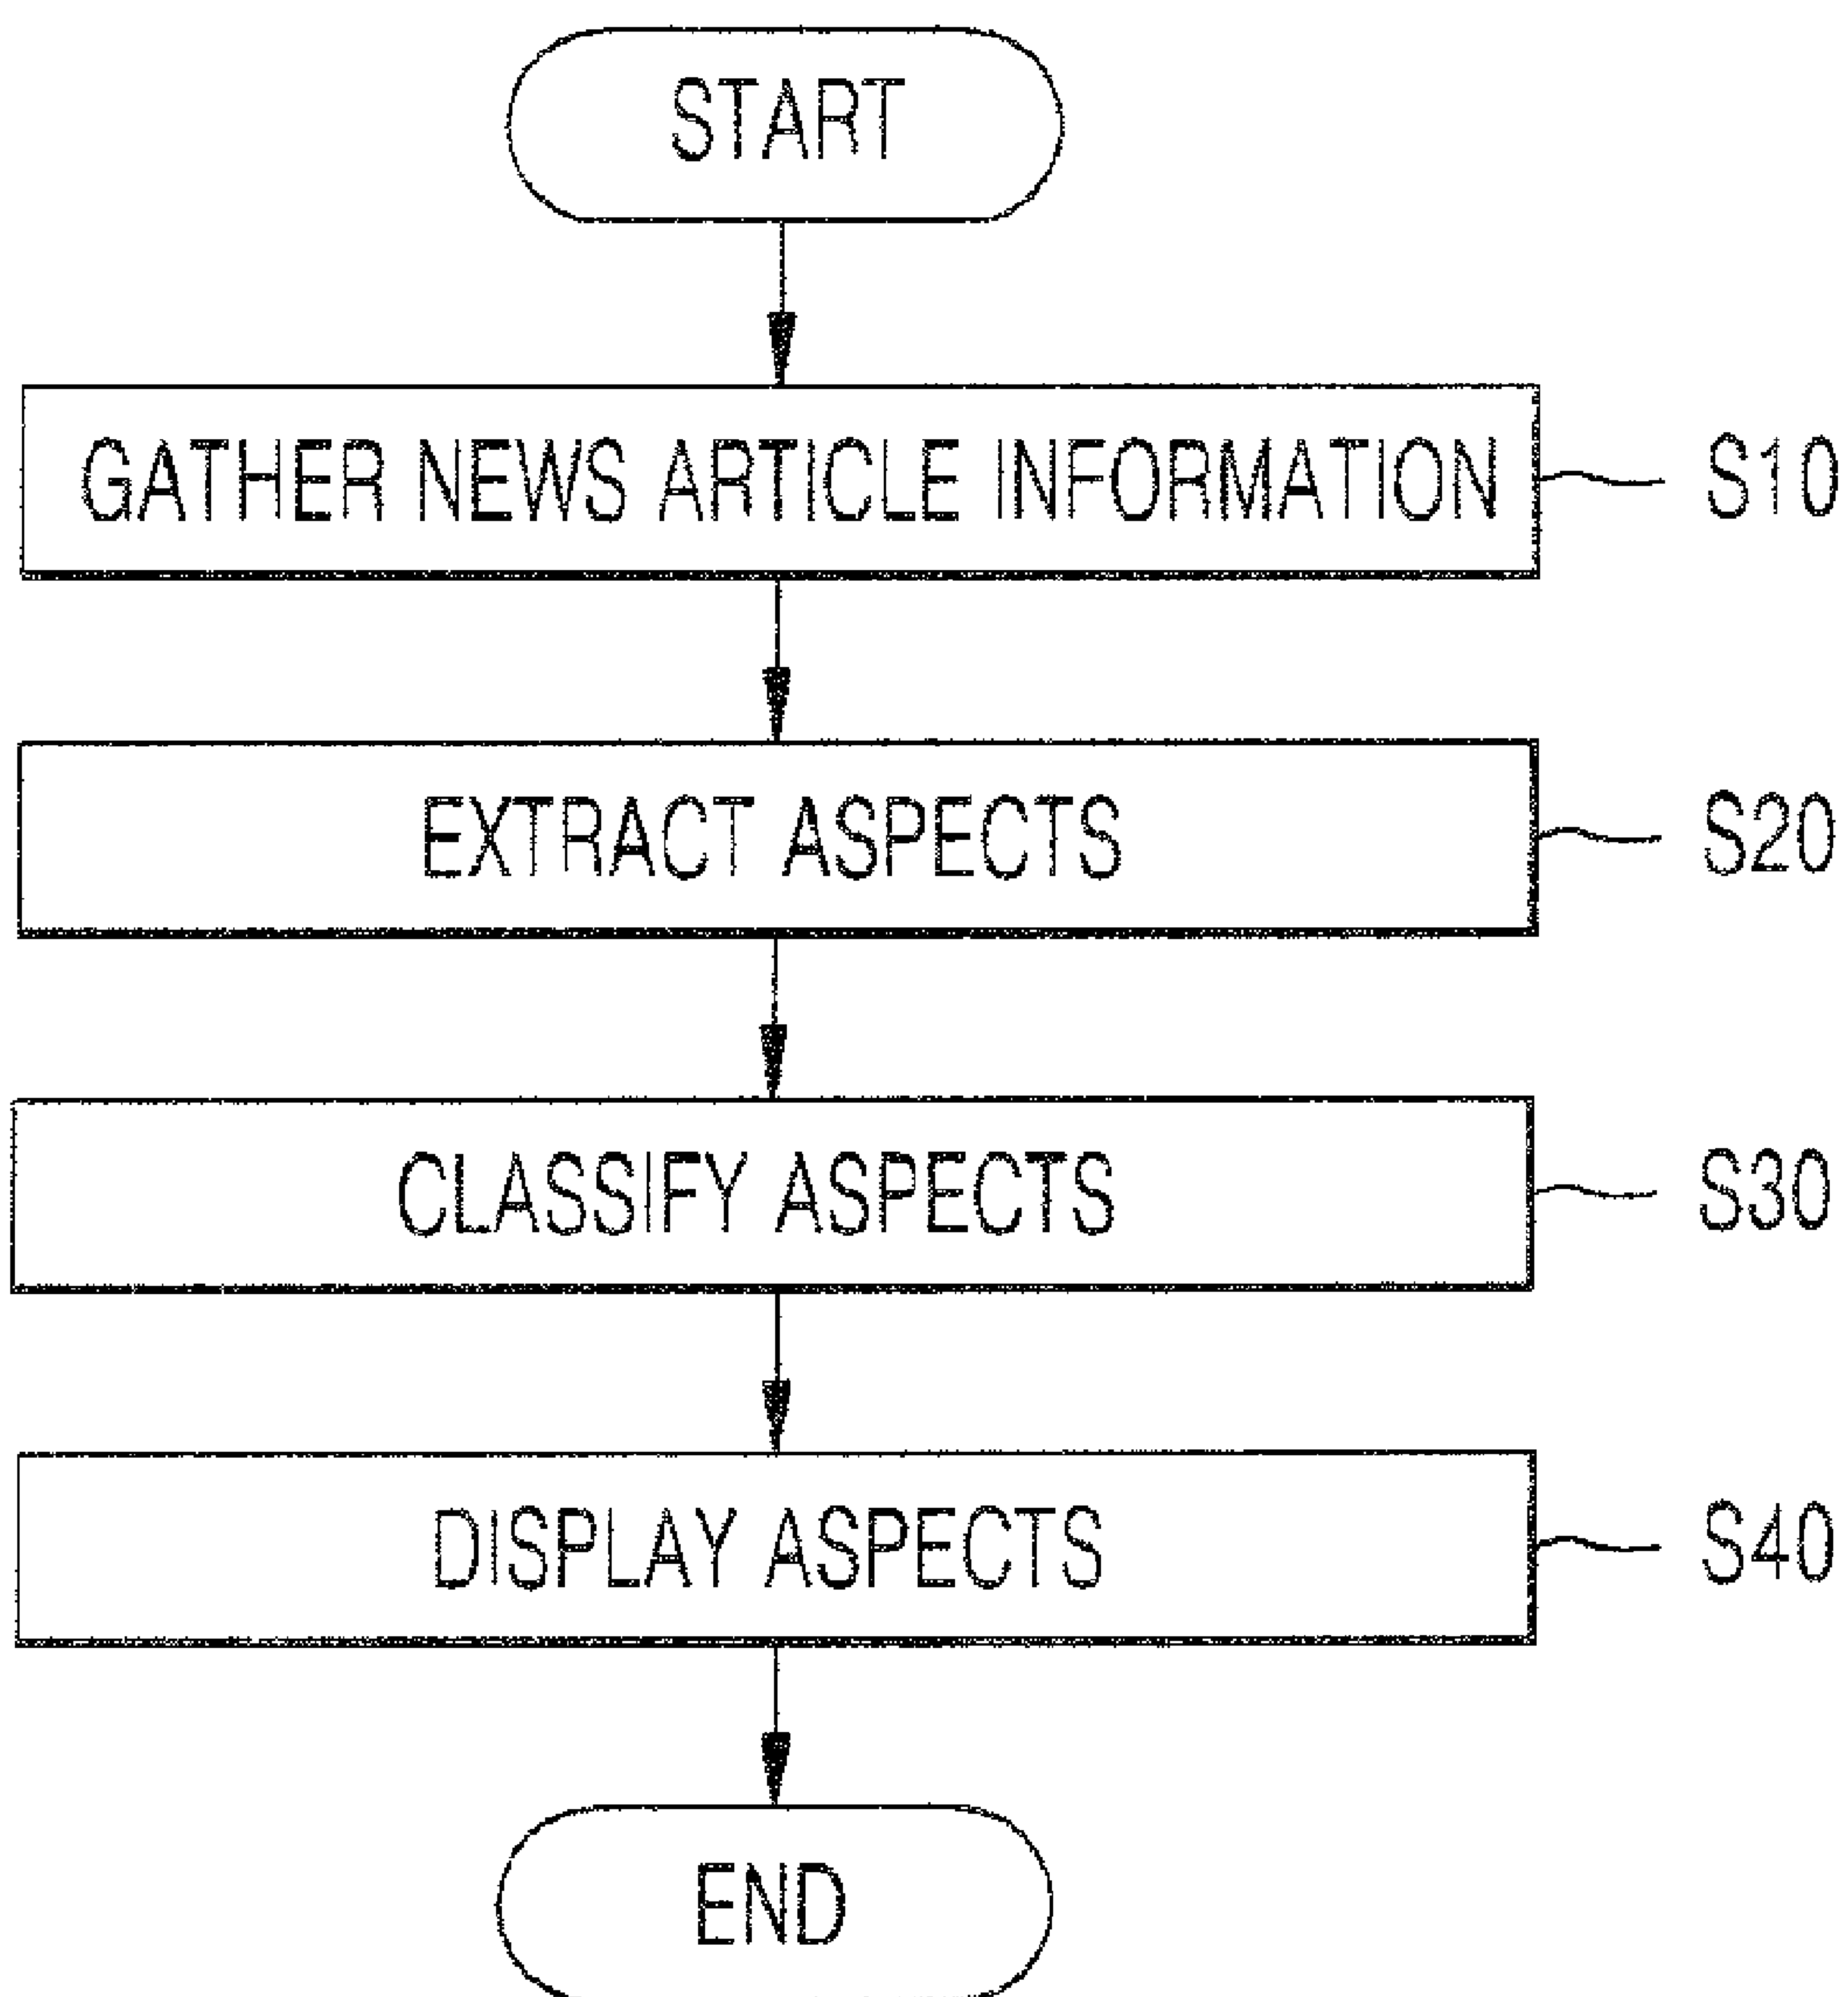 START
GATHER NEWS ARTICLE INFORMATION
S10
EXTRACT ASPECTS
S20
CLASSIFY ASPECTS
S30
DISPLAY ASPECTS
S40
END